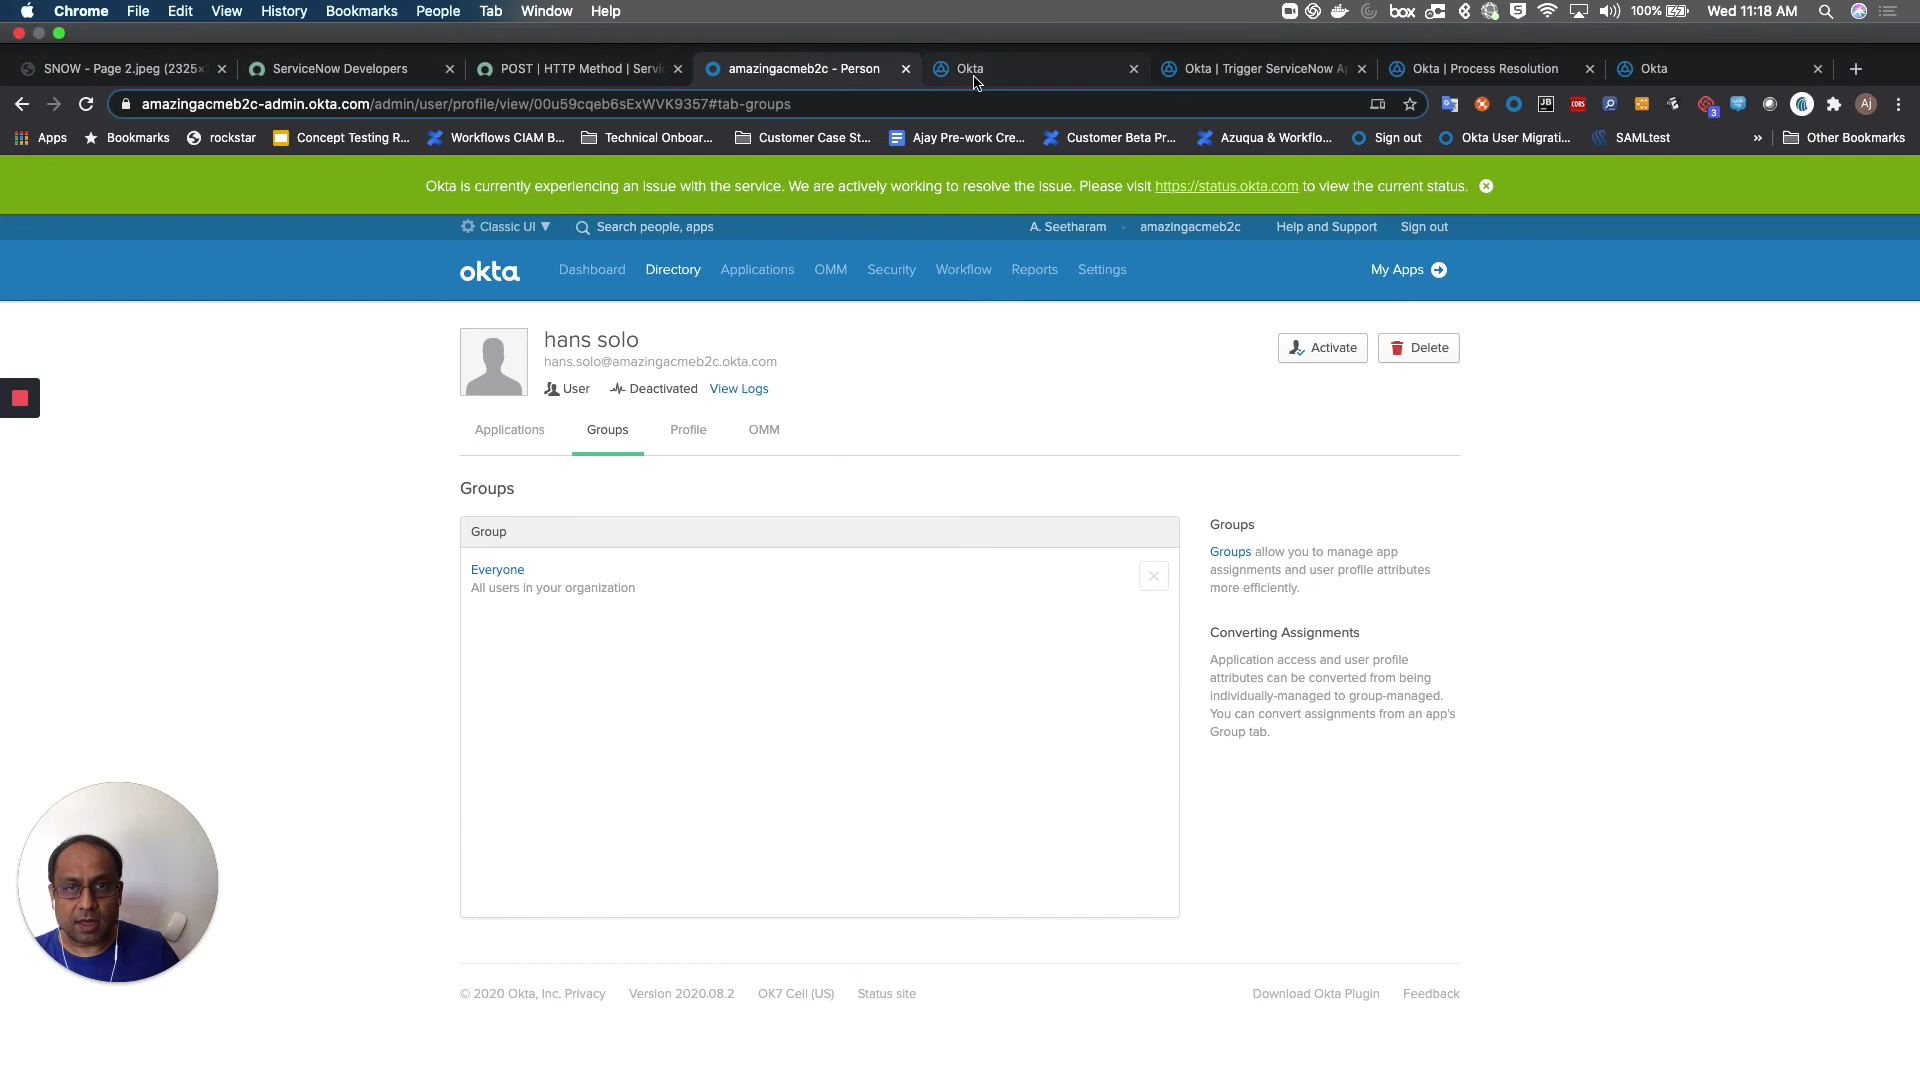 Chrome File Edit View History Bookmarks People Tab Window Help box 100% Wed 11:18 AM
SNOW - Page 2.jpeg (2325× ServiceNow Developers POST | HTTP Method | Servi amazingacmeb2c - Person Okta Okta | Trigger ServiceNow A Okta | Process Resolution Okta
amazingacmeb2c-admin.okta.com/admin/user/profile/view/00u59cqeb6sExWVK9357#tab-groups JB CORS 3 Aj
Apps Bookmarks rockstar Concept Testing R... Workflows CIAM B... Technical Onboar... Customer Case St... Ajay Pre-work Cre... Customer Beta Pr... Azuqua & Workflo... Sign out Okta User Migrati... SAMLtest » Other Bookmarks
Okta is currently experiencing an issue with the service. We are actively working to resolve the issue. Please visit https://status.okta.com to view the current status.
Classic UI Search people, apps A. Seetharam · amazingacmeb2c Help and Support Sign out
okta Dashboard Directory Applications OMM Security Workflow Reports Settings My Apps
hans solo
hans.solo@amazingacmeb2c.okta.com
User Deactivated View Logs
Activate Delete
Applications Groups Profile OMM
Groups
Group
Everyone
All users in your organization
Groups
Groups allow you to manage app
assignments and user profile attributes
more efficiently.
Converting Assignments
Application access and user profile
attributes can be converted from being
individually-managed to group-managed.
You can convert assignments from an app's
Group tab.
© 2020 Okta, Inc. Privacy Version 2020.08.2 OK7 Cell (US) Status site Download Okta Plugin Feedback